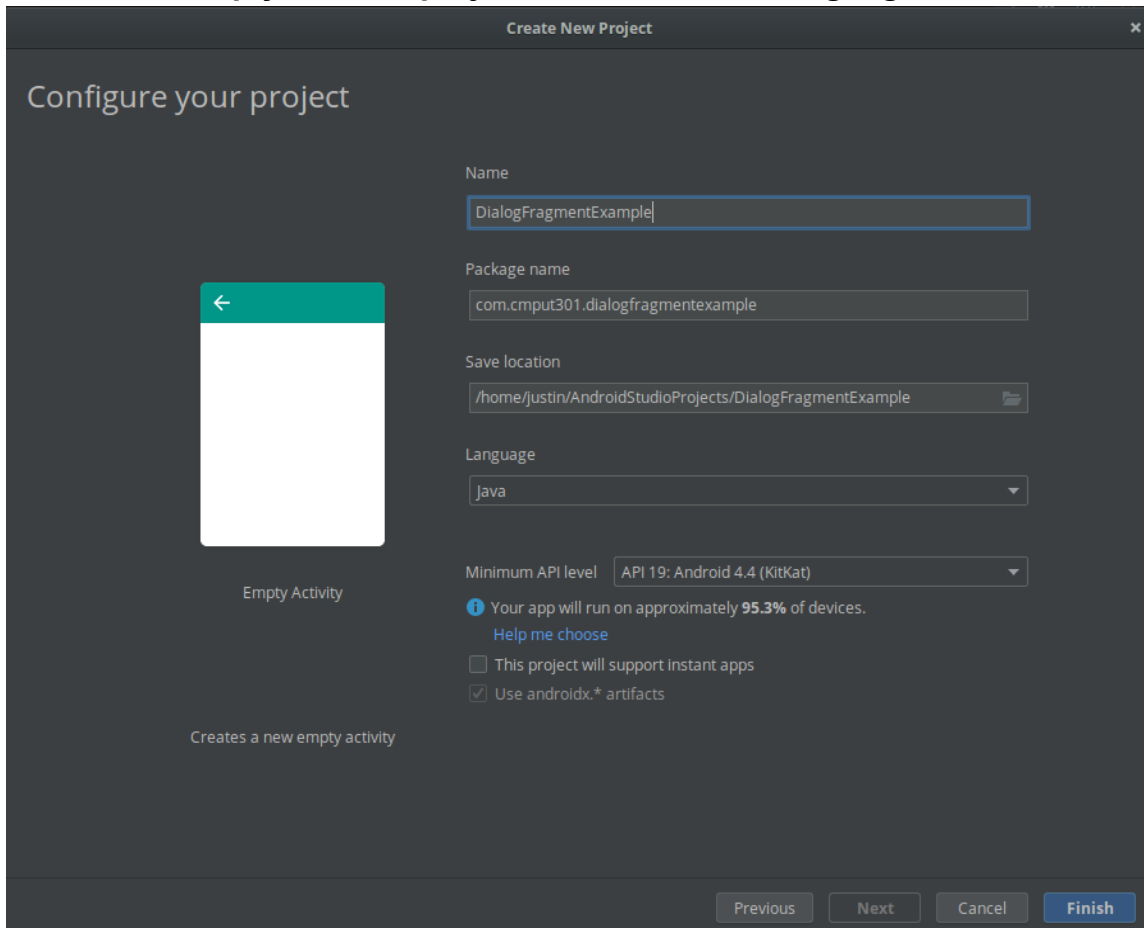 Create New Project
Configure your project
Name
DialogFragmentExample
Package name
com.cmput301.dialogfragmentexample
Save location
/home/justin/AndroidStudioProjects/DialogFragmentExample
Language
Java
Minimum API level API 19: Android 4.4 (KitKat)
Your app will run on approximately 95.3% of devices.
Help me choose
This project will support instant apps
Use androidx.* artifacts
Empty Activity
Creates a new empty activity
Previous Next Cancel Finish